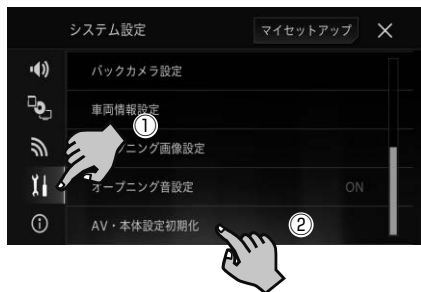 システム設定
マイセットアップ
バックカメラ設定
車両情報設定
①
ニング画像設定
オープニング音設定
ON
AV・本体設定初期化
②